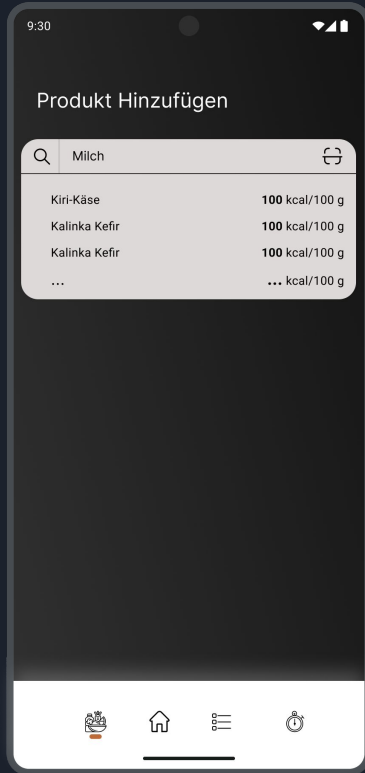 9:30
Produkt Hinzufügen
Milch
Kiri-Käse 100 kcal/100 g
Kalinka Kefir 100 kcal/100 g
Kalinka Kefir 100 kcal/100 g
... ... kcal/100 g